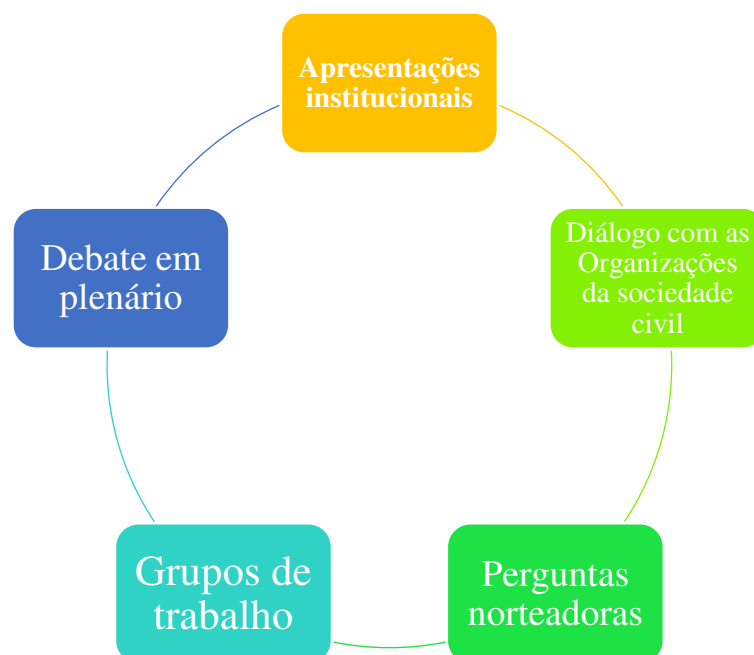 Apresentações
institucionais
Diálogo com as
Organizações
da sociedade
civil
Perguntas
norteadoras
Grupos de
trabalho
Debate em
plenário